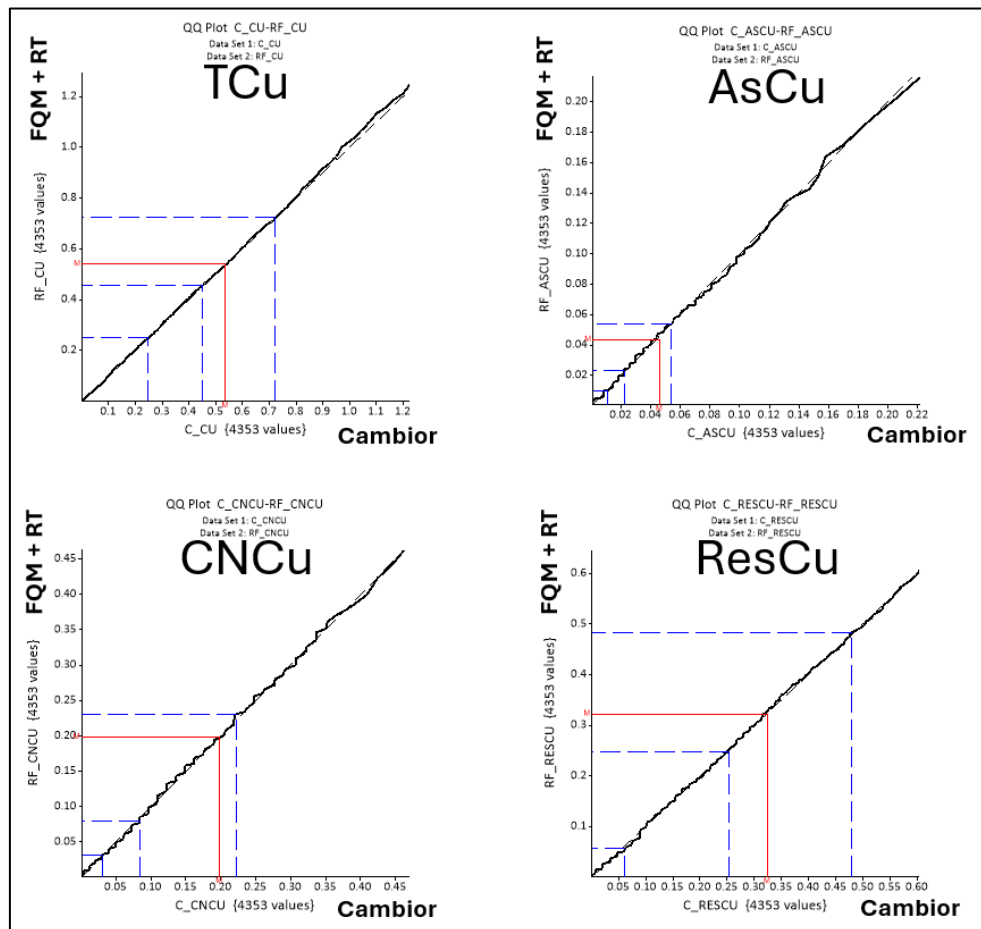 QQ Plot C_CU-RF_CU
Data Set 1: C_CU
Data Set 2: RF_CU
TCu
FQM + RT
RF_CU {4353 values}
1.2
1.0
0.8
0.6
0.4
0.2
M
0.1 0.2 0.3 0.4 0.5 0.6 0.7 0.8 0.9 1.0 1.1 1.2
M
C_CU {4353 values}
Cambior
QQ Plot C_ASCU-RF_ASCU
Data Set 1: C_ASCU
Data Set 2: RF_ASCU
AsCu
FQM + RT
RF_ASCU {4353 values}
0.20
0.16
0.14
0.12
0.10
0.08
0.06
0.04
0.02
M
0.02 0.04 0.06 0.08 0.10 0.12 0.14 0.16 0.18 0.20 0.22
M
C_ASCU {4353 values}
Cambior
QQ Plot C_CNCU-RF_CNCU
Data Set 1: C_CNCU
Data Set 2: RF_CNCU
CNCu
FQM + RT
RF_CNCU {4353 values}
0.45
0.40
0.35
0.30
0.25
0.20
0.15
0.10
0.05
M
0.05 0.10 0.15 0.20 0.25 0.30 0.35 0.40 0.45
M
C_CNCU {4353 values}
Cambior
QQ Plot C_RESCU-RF_RESCU
Data Set 1: C_RESCU
Data Set 2: RF_RESCU
ResCu
FQM + RT
RF_RESCU {4353 values}
0.6
0.5
0.4
0.3
0.2
0.1
M
0.05 0.10 0.15 0.20 0.25 0.30 0.35 0.40 0.45 0.50 0.55 0.60
M
C_RESCU {4353 values}
Cambior